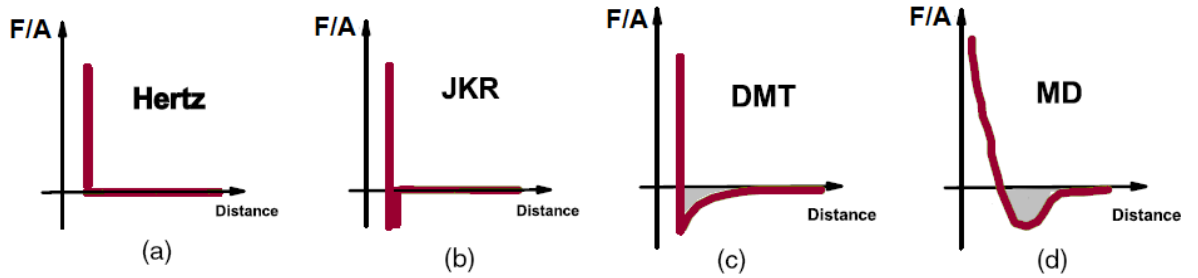 F/A
Hertz
Distance
(a)
F/A
JKR
Distance
(b)
F/A
DMT
Distance
(c)
F/A
MD
Distance
(d)